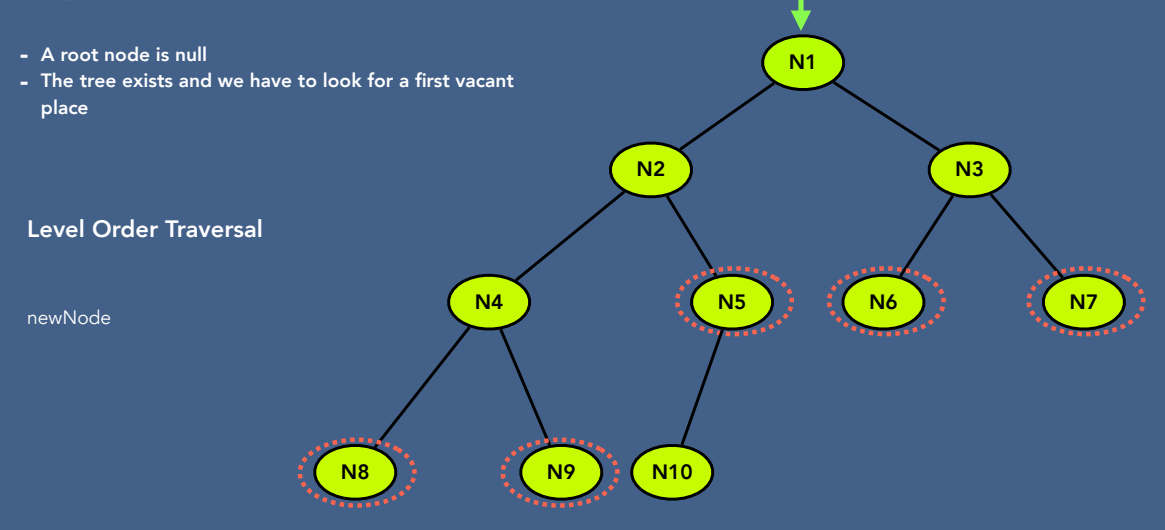 - A root node is null
- The tree exists and we have to look for a first vacant
place
Level Order Traversal
newNode
N1
N2
N3
N4
N5
N6
N7
N8
N9
N10